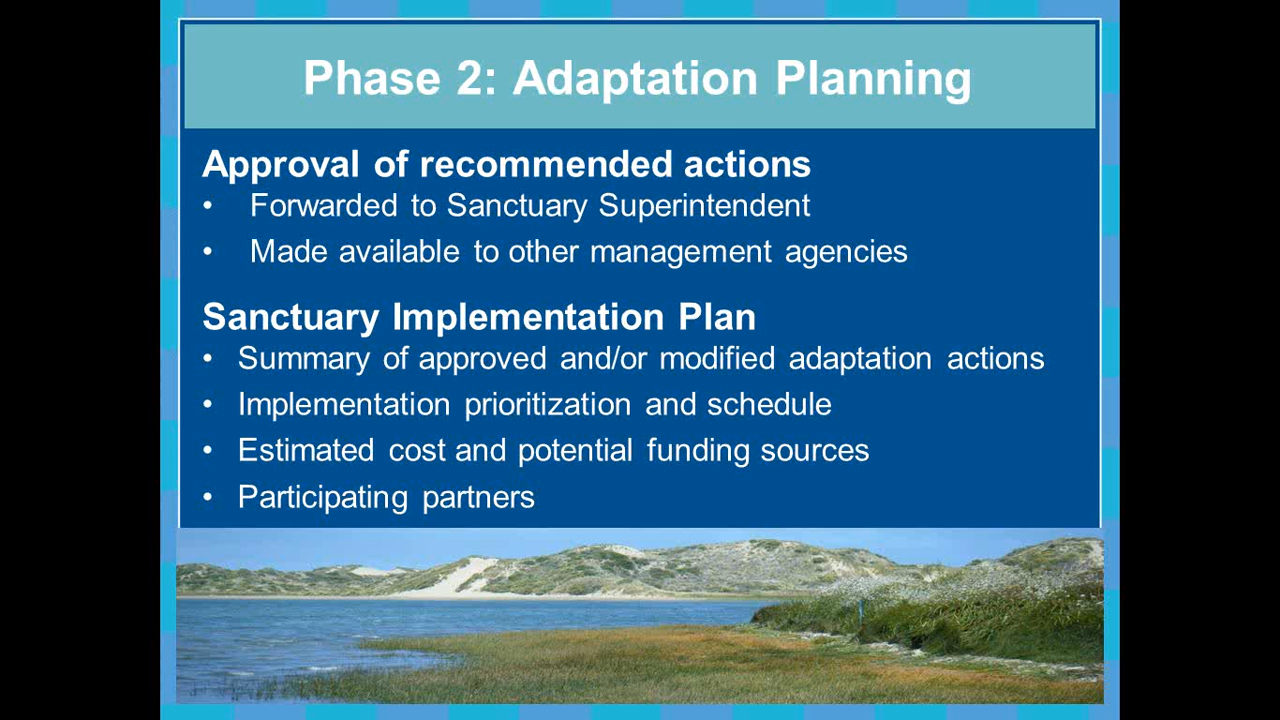 Phase 2: Adaptation Planning
Approval of recommended actions
• Forwarded to Sanctuary Superintendent
• Made available to other management agencies
Sanctuary Implementation Plan
• Summary of approved and/or modified adaptation actions
• Implementation prioritization and schedule
• Estimated cost and potential funding sources
• Participating partners